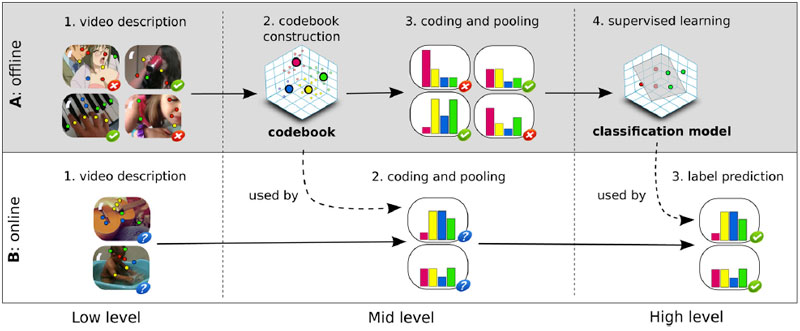 A: offline
1. video description
2. codebook
construction
3. coding and pooling
4. supervised learning
codebook
classification model
B: online
1. video description
used by
2. coding and pooling
used by
3. label prediction
?
?
?
?
Low level
Mid level
High level